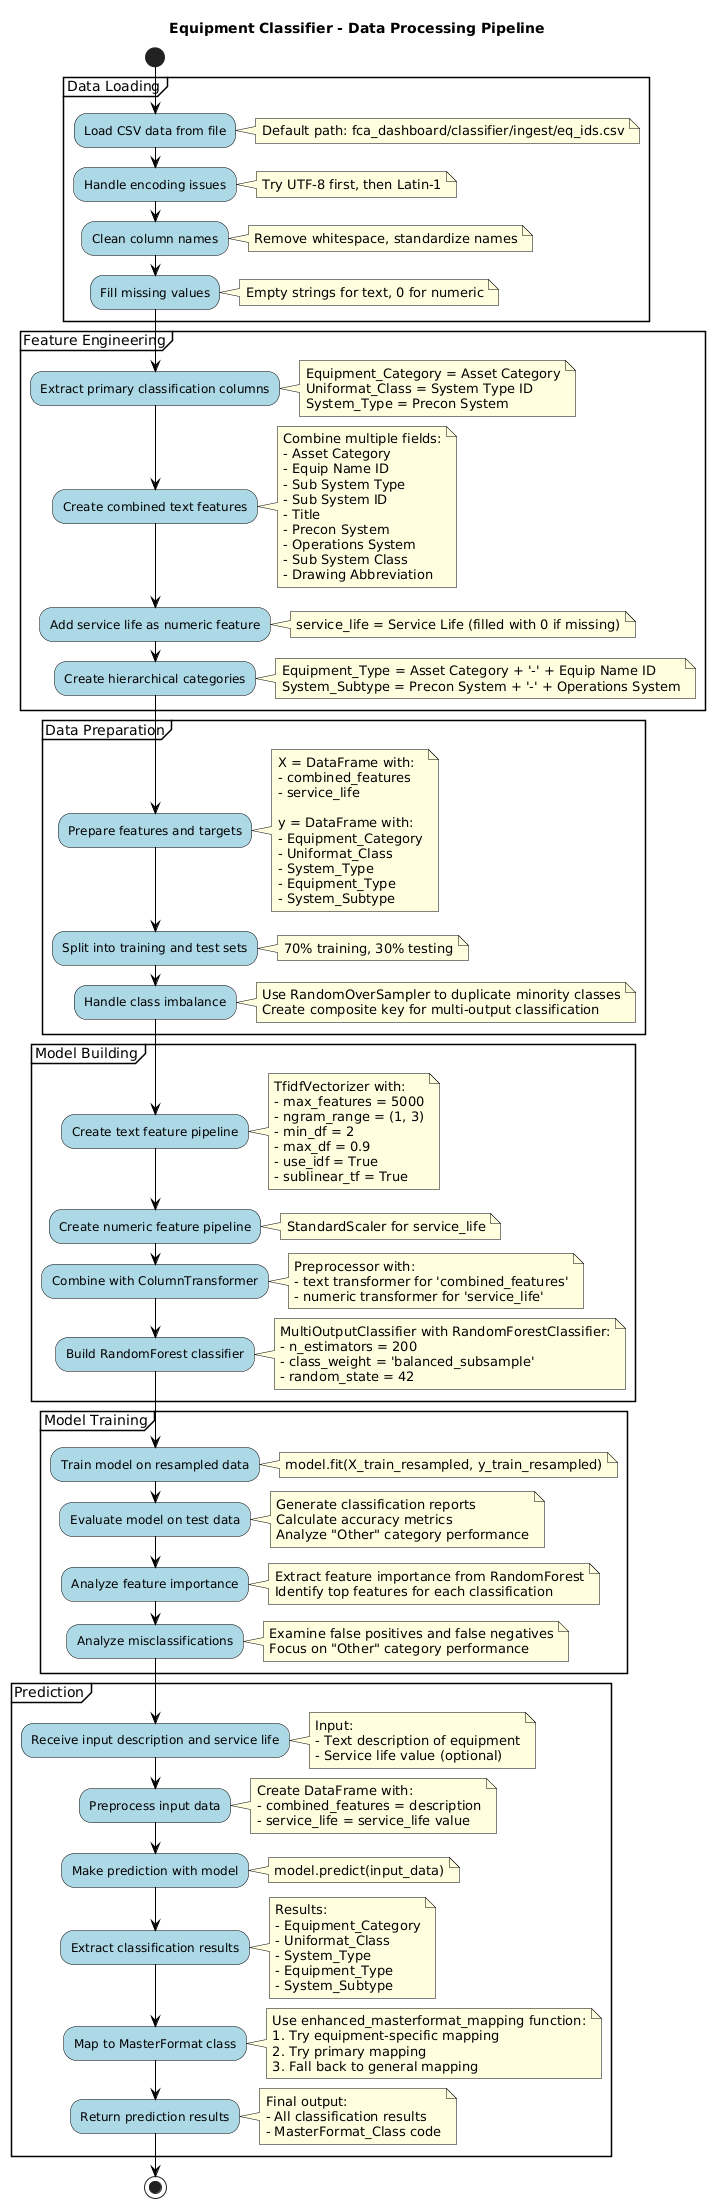 Equipment Classifier - Data Processing Pipeline
Data Loading
Load CSV data from file
Default path: fca_dashboard/classifier/ingest/eq_ids.csv
Handle encoding issues
Try UTF-8 first, then Latin-1
Clean column names
Remove whitespace, standardize names
Fill missing values
Empty strings for text, 0 for numeric
Feature Engineering
Extract primary classification columns
Equipment_Category = Asset Category
Uniformat_Class = System Type ID
System_Type = Precon System
Create combined text features
Combine multiple fields:
- Asset Category
- Equip Name ID
- Sub System Type
- Sub System ID
- Title
- Precon System
- Operations System
- Sub System Class
- Drawing Abbreviation
Add service life as numeric feature
service_life = Service Life (filled with 0 if missing)
Create hierarchical categories
Equipment_Type = Asset Category + '-' + Equip Name ID
System_Subtype = Precon System + '-' + Operations System
Data Preparation
Prepare features and targets
X = DataFrame with:
- combined_features
- service_life
y = DataFrame with:
- Equipment_Category
- Uniformat_Class
- System_Type
- Equipment_Type
- System_Subtype
Split into training and test sets
70% training, 30% testing
Handle class imbalance
Use RandomOverSampler to duplicate minority classes
Create composite key for multi-output classification
Model Building
Create text feature pipeline
TfidfVectorizer with:
- max_features = 5000
- ngram_range = (1, 3)
- min_df = 2
- max_df = 0.9
- use_idf = True
- sublinear_tf = True
Create numeric feature pipeline
StandardScaler for service_life
Combine with ColumnTransformer
Preprocessor with:
- text transformer for 'combined_features'
- numeric transformer for 'service_life'
Build RandomForest classifier
MultiOutputClassifier with RandomForestClassifier:
- n_estimators = 200
- class_weight = 'balanced_subsample'
- random_state = 42
Model Training
Train model on resampled data
model.fit(X_train_resampled, y_train_resampled)
Evaluate model on test data
Generate classification reports
Calculate accuracy metrics
Analyze "Other" category performance
Analyze feature importance
Extract feature importance from RandomForest
Identify top features for each classification
Analyze misclassifications
Examine false positives and false negatives
Focus on "Other" category performance
Prediction
Receive input description and service life
Input:
- Text description of equipment
- Service life value (optional)
Preprocess input data
Create DataFrame with:
- combined_features = description
- service_life = service_life value
Make prediction with model
model.predict(input_data)
Extract classification results
Results:
- Equipment_Category
- Uniformat_Class
- System_Type
- Equipment_Type
- System_Subtype
Map to MasterFormat class
Use enhanced_masterformat_mapping function:
1. Try equipment-specific mapping
2. Try primary mapping
3. Fall back to general mapping
Return prediction results
Final output:
- All classification results
- MasterFormat_Class code